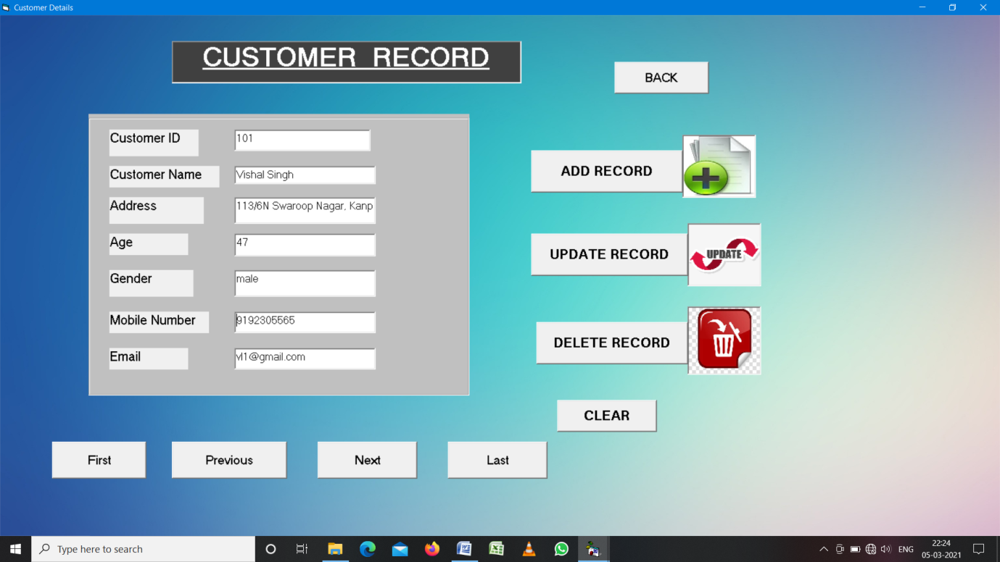 Customer Details
CUSTOMER RECORD
BACK
Customer ID
101
Customer Name
Vishal Singh
Address
113/6N Swaroop Nagar, Kanp
Age
47
Gender
male
Mobile Number
9192305565
Email
vl1@gmail.com
ADD RECORD
UPDATE RECORD
UPDATE
DELETE RECORD
CLEAR
First
Previous
Next
Last
Type here to search
ENG
22:24
05-03-2021